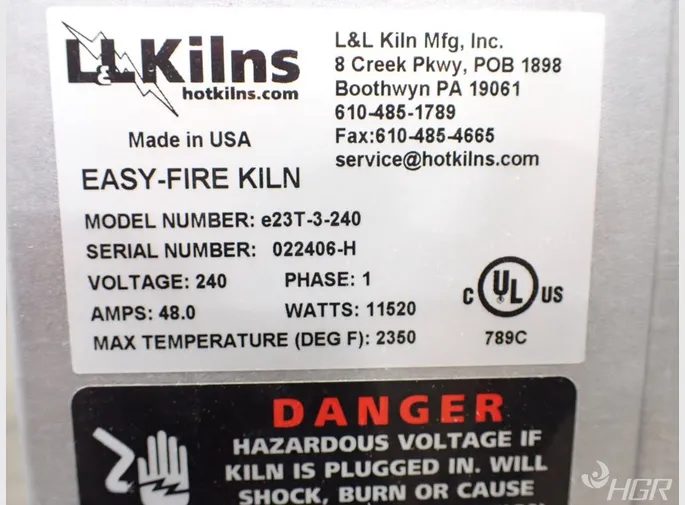 L&L Kilns
hotkilns.com
Made in USA
L&L Kiln Mfg, Inc.
8 Creek Pkwy, POB 1898
Boothwyn PA 19061
610-485-1789
Fax:610-485-4665
service@hotkilns.com
EASY-FIRE KILN
MODEL NUMBER: e23T-3-240
SERIAL NUMBER: 022406-H
VOLTAGE: 240 PHASE: 1
AMPS: 48.0 WATTS: 11520
MAX TEMPERATURE (DEG F): 2350
C UL US
789C
DANGER
HAZARDOUS VOLTAGE IF
KILN IS PLUGGED IN. WILL
SHOCK, BURN OR CAUSE
HGR